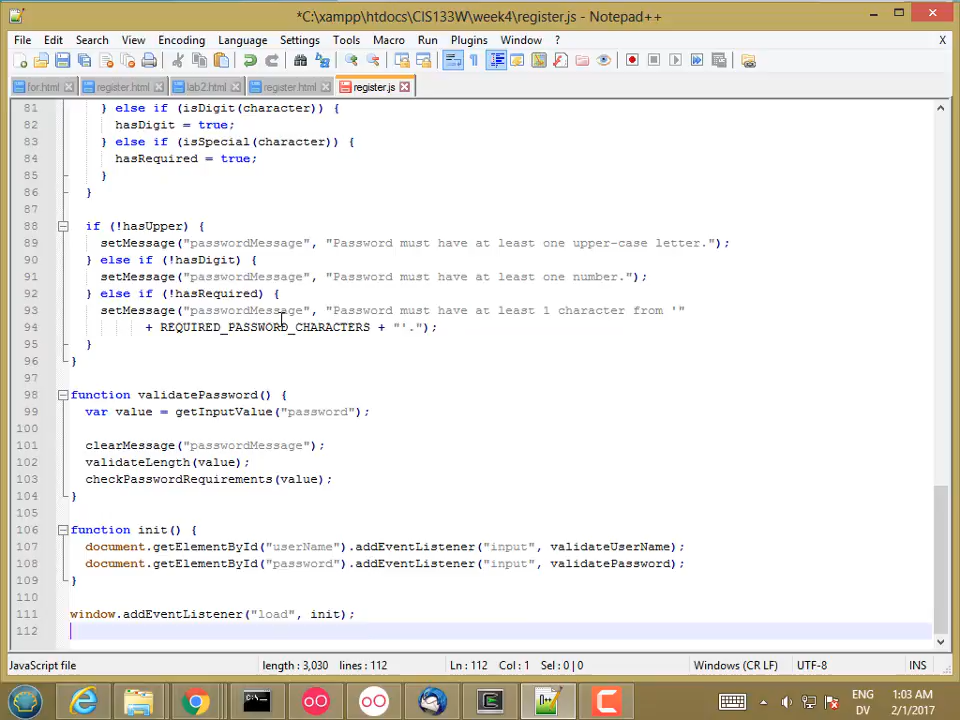 *C:\xampp\htdocs\CIS133W\week4\register.js - Notepad++
File Edit Search View Encoding Language Settings Tools Macro Run Plugins Window ? X
for.html register.html lab2.html register.html register.js
81 } else if (isDigit(character)) {
82 hasDigit = true;
83 } else if (isSpecial(character)) {
84 hasRequired = true;
85 }
86 }
87
88 if (!hasUpper) {
89 setMessage("passwordMessage", "Password must have at least one upper-case letter.");
90 } else if (!hasDigit) {
91 setMessage("passwordMessage", "Password must have at least one number.");
92 } else if (!hasRequired) {
93 setMessage("passwordMessage", "Password must have at least 1 character from '"
94 + REQUIRED_PASSWORD_CHARACTERS + "'.");
95 }
96 }
97
98 function validatePassword() {
99 var value = getInputValue("password");
100
101 clearMessage("passwordMessage");
102 validateLength(value);
103 checkPasswordRequirements(value);
104 }
105
106 function init() {
107 document.getElementById("userName").addEventListener("input", validateUserName);
108 document.getElementById("password").addEventListener("input", validatePassword);
109 }
110
111 window.addEventListener("load", init);
112
JavaScript file length : 3,030 lines : 112 Ln : 112 Col : 1 Sel : 0 | 0 Windows (CR LF) UTF-8 INS
ENG 1:03 AM
DV 2/1/2017